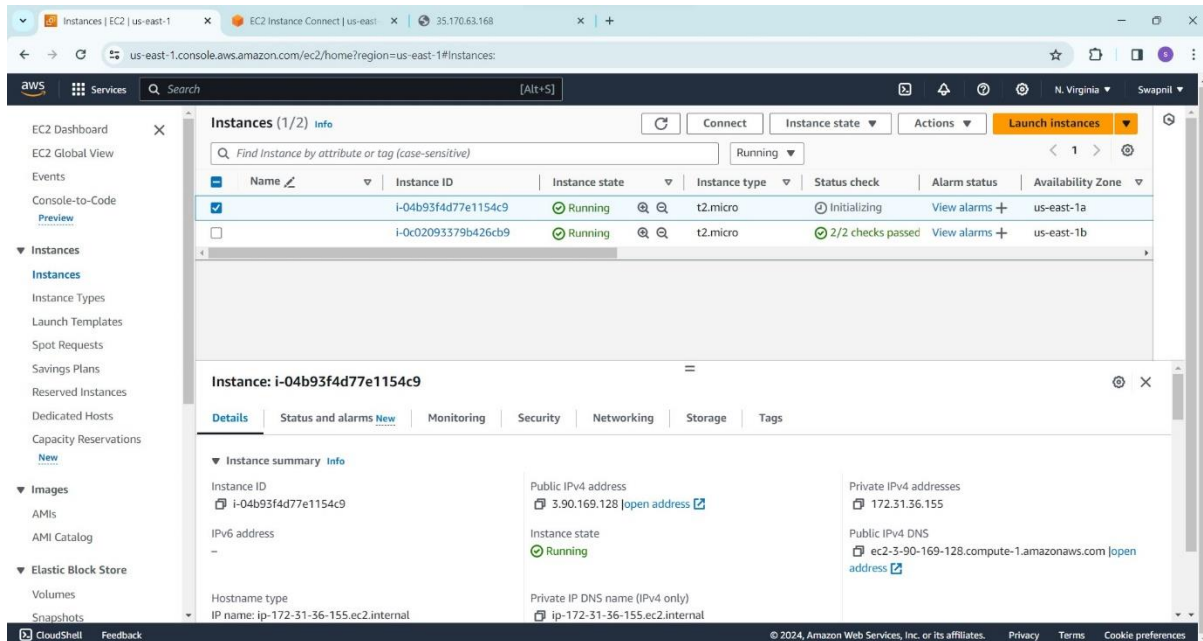 Instances | EC2 | us-east-1
EC2 Instance Connect | us-east-
35.170.63.168
us-east-1.console.aws.amazon.com/ec2/home?region=us-east-1#Instances:
aws
Services
Search
[Alt+S]
N. Virginia
Swapnil
EC2 Dashboard
EC2 Global View
Events
Console-to-Code
Preview
Instances
Instances
Instance Types
Launch Templates
Spot Requests
Savings Plans
Reserved Instances
Dedicated Hosts
Capacity Reservations
New
Images
AMIs
AMI Catalog
Elastic Block Store
Volumes
Snapshots
Instances (1/2) Info
Connect
Instance state
Actions
Launch instances
Find Instance by attribute or tag (case-sensitive)
Running
1
Name Instance ID Instance state Instance type Status check Alarm status Availability Zone
i-04b93f4d77e1154c9 Running t2.micro Initializing View alarms + us-east-1a
i-0c02093379b426cb9 Running t2.micro 2/2 checks passed View alarms + us-east-1b
Instance: i-04b93f4d77e1154c9
Details Status and alarms New Monitoring Security Networking Storage Tags
Instance summary Info
Instance ID
i-04b93f4d77e1154c9
Public IPv4 address
3.90.169.128 |open address
Private IPv4 addresses
172.31.36.155
IPv6 address
–
Instance state
Running
Public IPv4 DNS
ec2-3-90-169-128.compute-1.amazonaws.com |open
address
Hostname type
IP name: ip-172-31-36-155.ec2.internal
Private IP DNS name (IPv4 only)
ip-172-31-36-155.ec2.internal
CloudShell Feedback
© 2024, Amazon Web Services, Inc. or its affiliates. Privacy Terms Cookie preferences